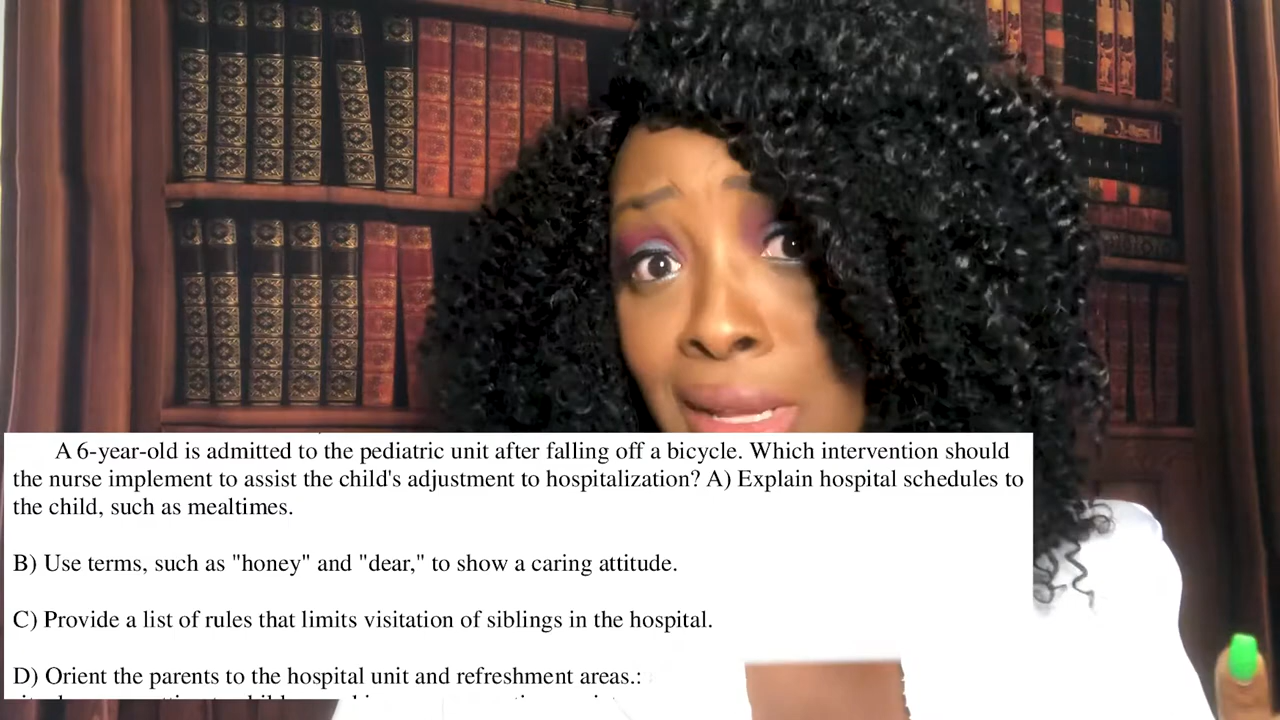 A 6-year-old is admitted to the pediatric unit after falling off a bicycle. Which intervention should
the nurse implement to assist the child's adjustment to hospitalization? A) Explain hospital schedules to
the child, such as mealtimes.
B) Use terms, such as "honey" and "dear," to show a caring attitude.
C) Provide a list of rules that limits visitation of siblings in the hospital.
D) Orient the parents to the hospital unit and refreshment areas.: